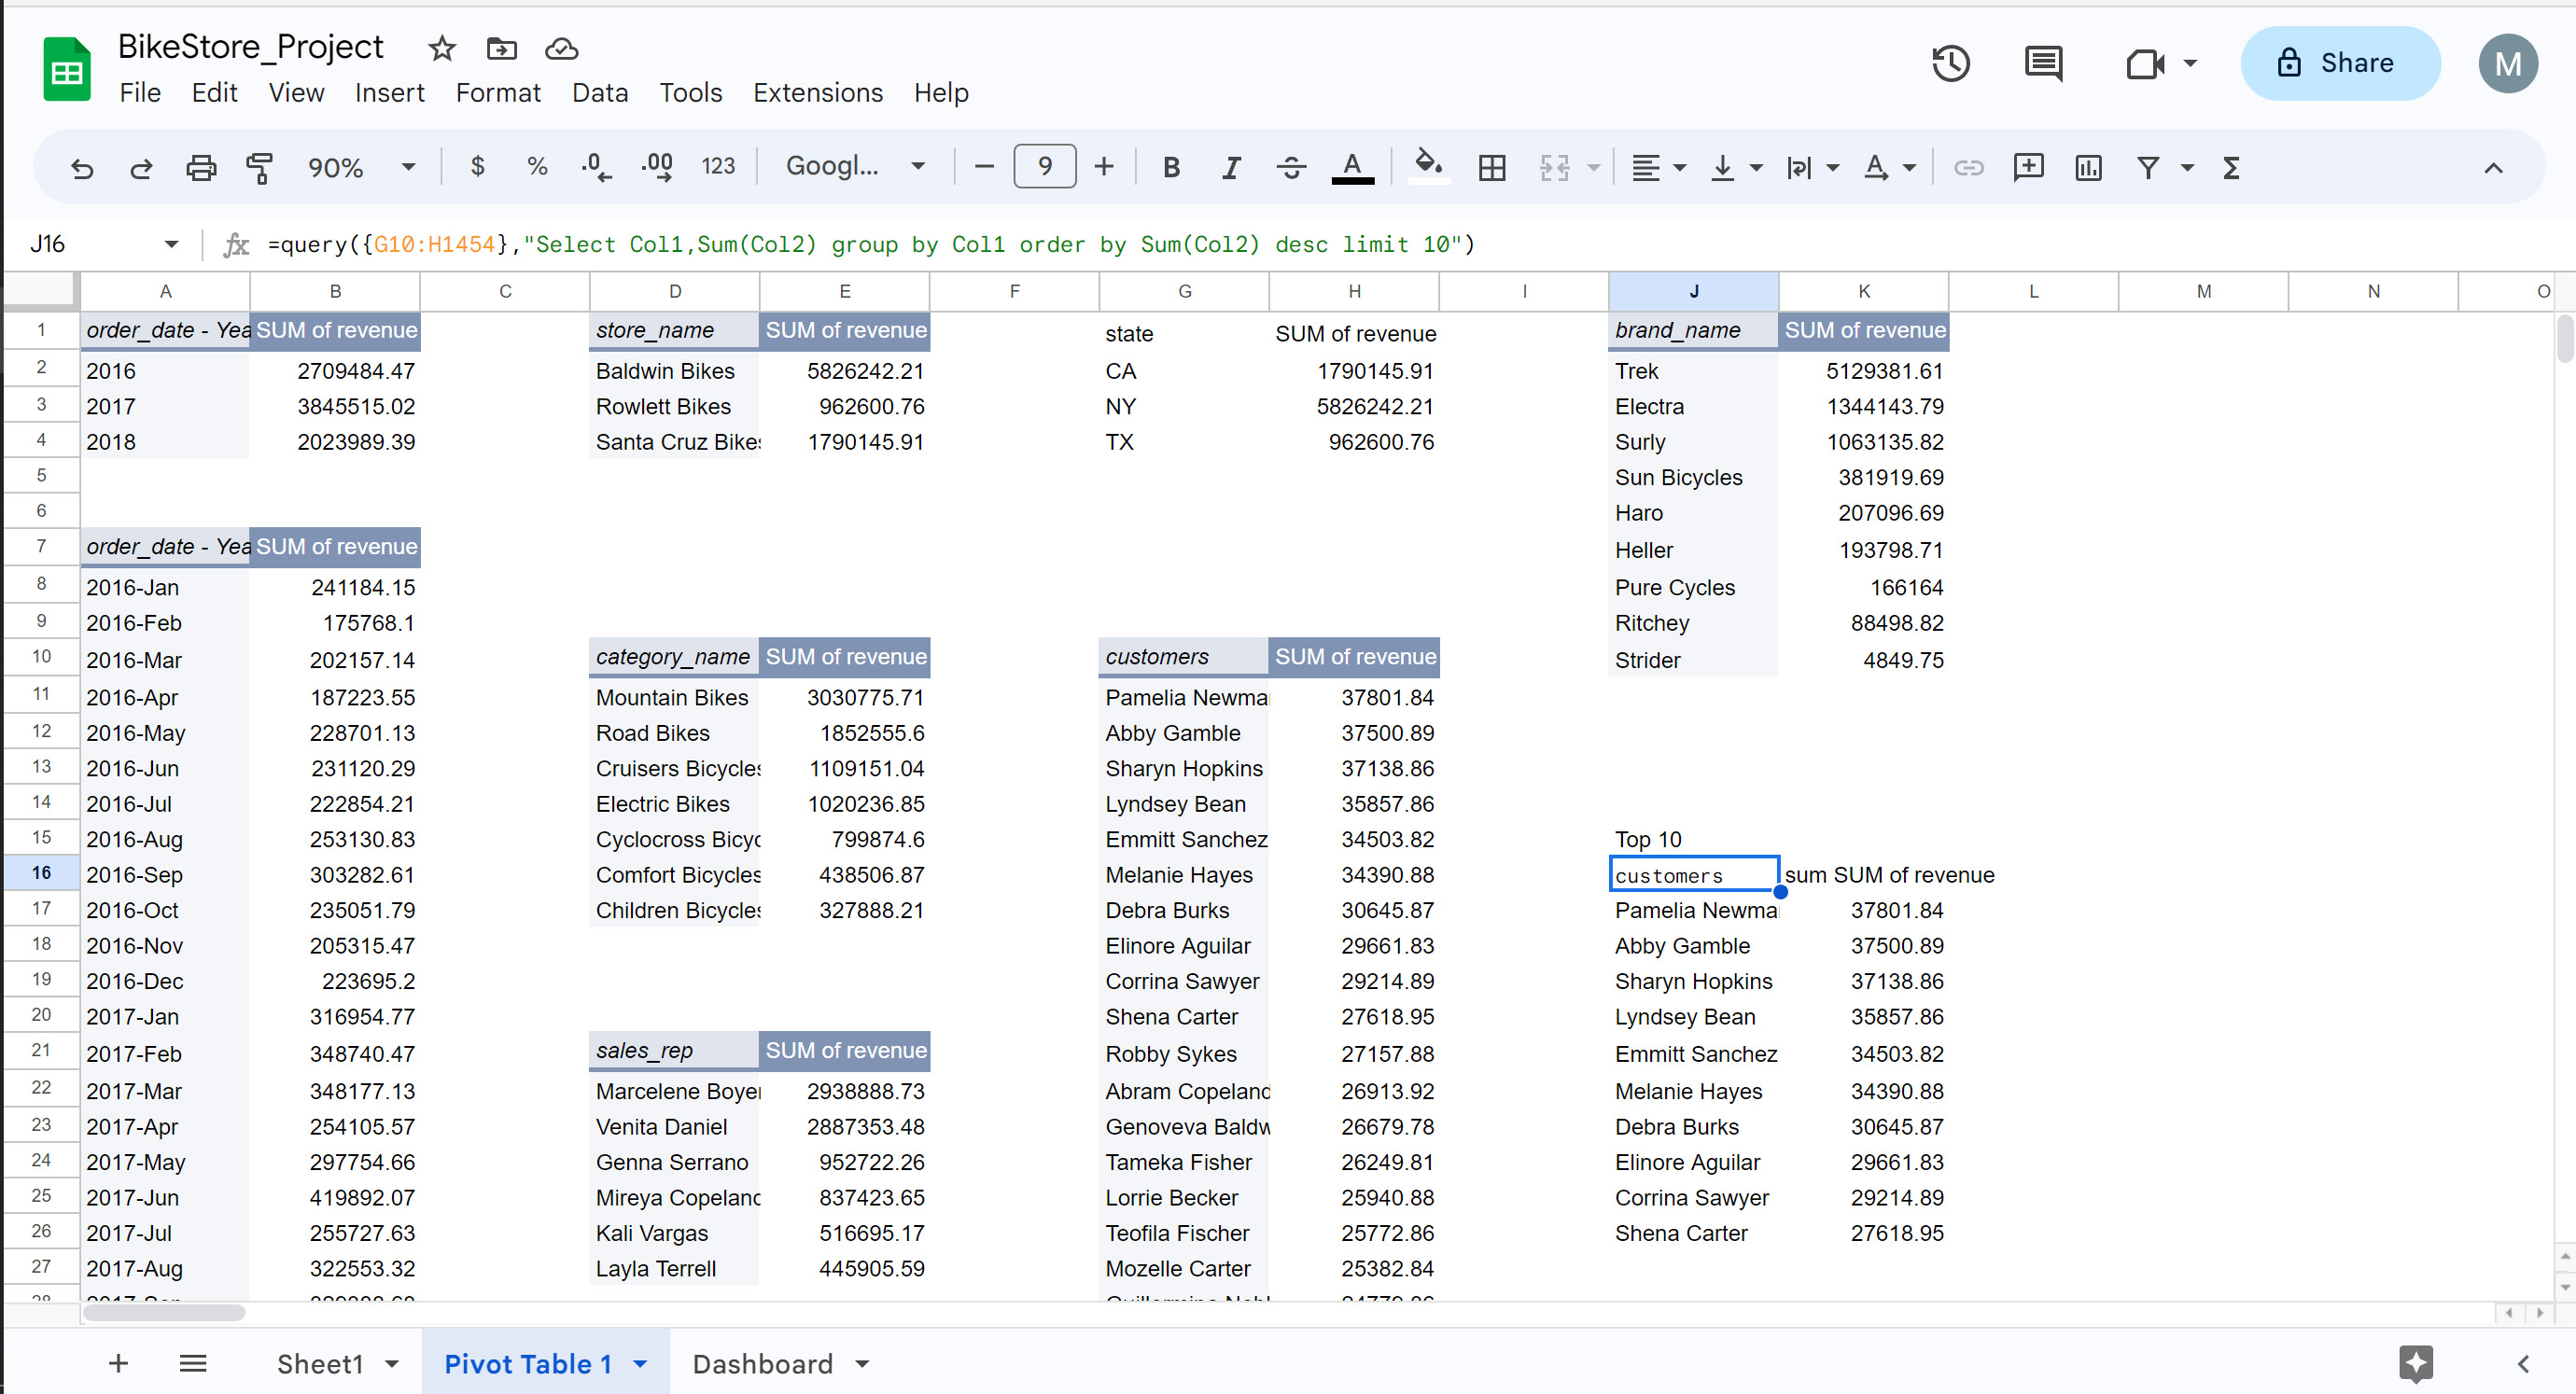 BikeStore_Project
File Edit View Insert Format Data Tools Extensions Help
Share
M
90% $ % .0 .00 123 Googl... 9 B I A A
J16 fx =query({G10:H1454},"Select Col1,Sum(Col2) group by Col1 order by Sum(Col2) desc limit 10")
A B C D E F G H I J K L M N O
1 order_date - Yea SUM of revenue store_name SUM of revenue state SUM of revenue brand_name SUM of revenue
2 2016 2709484.47 Baldwin Bikes 5826242.21 CA 1790145.91 Trek 5129381.61
3 2017 3845515.02 Rowlett Bikes 962600.76 NY 5826242.21 Electra 1344143.79
4 2018 2023989.39 Santa Cruz Bikes 1790145.91 TX 962600.76 Surly 1063135.82
5 Sun Bicycles 381919.69
6 Haro 207096.69
7 order_date - Yea SUM of revenue Heller 193798.71
8 2016-Jan 241184.15 Pure Cycles 166164
9 2016-Feb 175768.1 Ritchey 88498.82
10 2016-Mar 202157.14 category_name SUM of revenue customers SUM of revenue Strider 4849.75
11 2016-Apr 187223.55 Mountain Bikes 3030775.71 Pamelia Newma 37801.84
12 2016-May 228701.13 Road Bikes 1852555.6 Abby Gamble 37500.89
13 2016-Jun 231120.29 Cruisers Bicycles 1109151.04 Sharyn Hopkins 37138.86
14 2016-Jul 222854.21 Electric Bikes 1020236.85 Lyndsey Bean 35857.86
15 2016-Aug 253130.83 Cyclocross Bicyc 799874.6 Emmitt Sanchez 34503.82 Top 10
16 2016-Sep 303282.61 Comfort Bicycles 438506.87 Melanie Hayes 34390.88 customers sum SUM of revenue
17 2016-Oct 235051.79 Children Bicycles 327888.21 Debra Burks 30645.87 Pamelia Newma 37801.84
18 2016-Nov 205315.47 Elinore Aguilar 29661.83 Abby Gamble 37500.89
19 2016-Dec 223695.2 Corrina Sawyer 29214.89 Sharyn Hopkins 37138.86
20 2017-Jan 316954.77 Shena Carter 27618.95 Lyndsey Bean 35857.86
21 2017-Feb 348740.47 sales_rep SUM of revenue Robby Sykes 27157.88 Emmitt Sanchez 34503.82
22 2017-Mar 348177.13 Marcelene Boyer 2938888.73 Abram Copeland 26913.92 Melanie Hayes 34390.88
23 2017-Apr 254105.57 Venita Daniel 2887353.48 Genoveva Baldw 26679.78 Debra Burks 30645.87
24 2017-May 297754.66 Genna Serrano 952722.26 Tameka Fisher 26249.81 Elinore Aguilar 29661.83
25 2017-Jun 419892.07 Mireya Copeland 837423.65 Lorrie Becker 25940.88 Corrina Sawyer 29214.89
26 2017-Jul 255727.63 Kali Vargas 516695.17 Teofila Fischer 25772.86 Shena Carter 27618.95
27 2017-Aug 322553.32 Layla Terrell 445905.59 Mozelle Carter 25382.84
Sheet1 Pivot Table 1 Dashboard